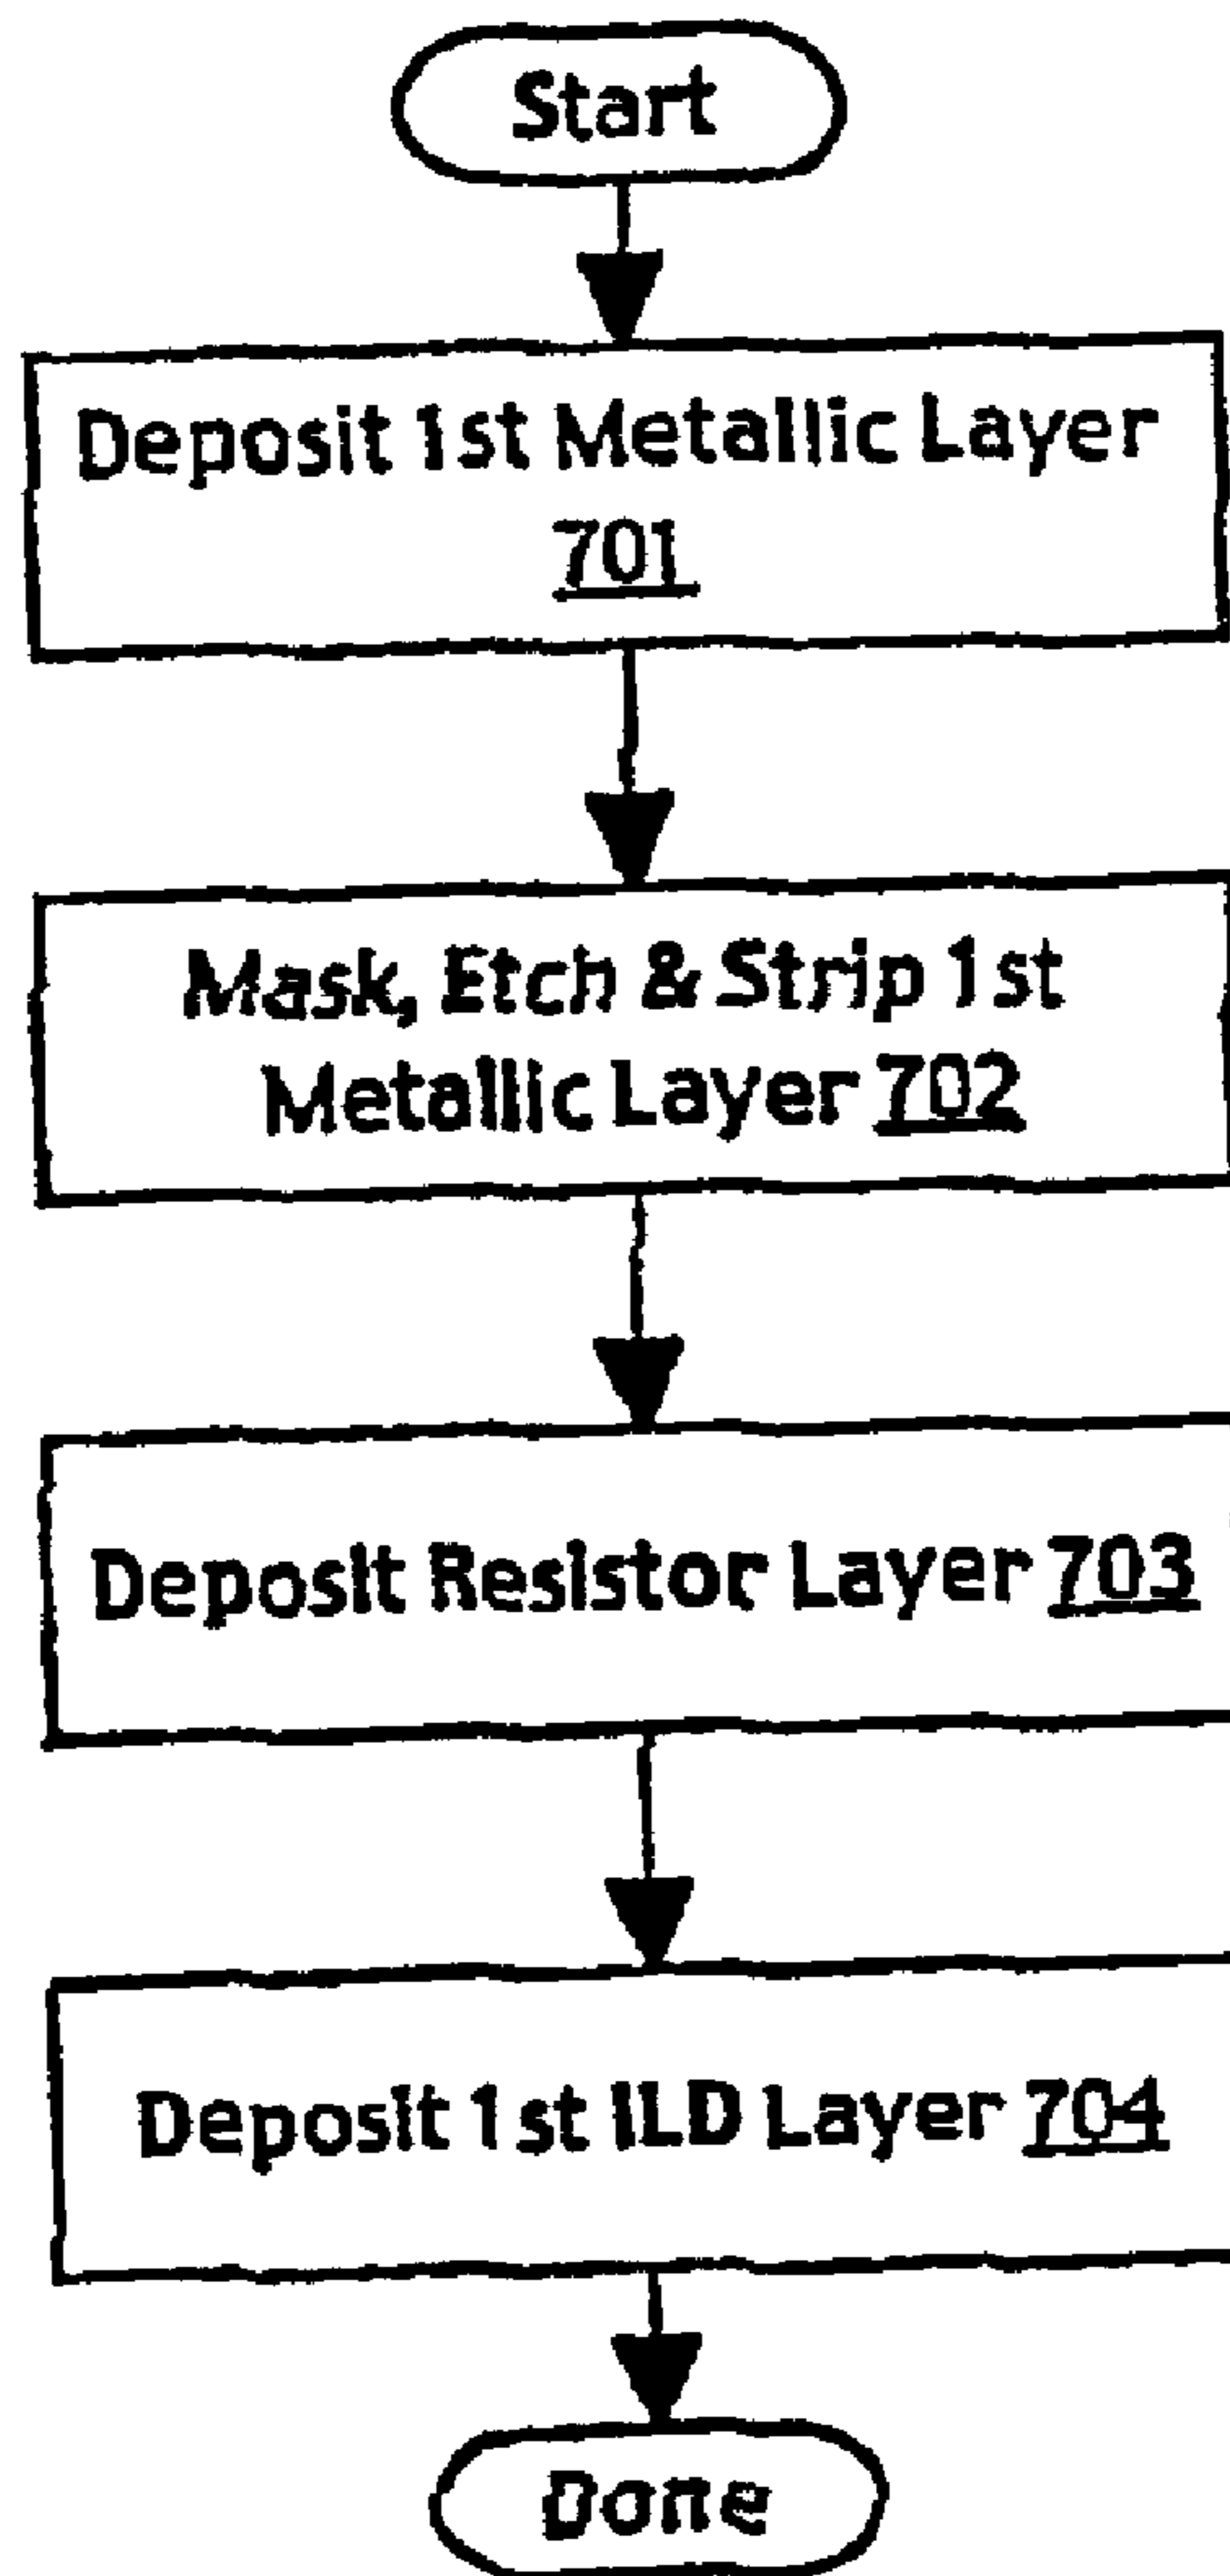 Start
Deposit 1st Metallic Layer
701
Mask, Etch & Strip 1st
Metallic Layer 702
Deposit Resistor Layer 703
Deposit 1st ILD Layer 704
Done